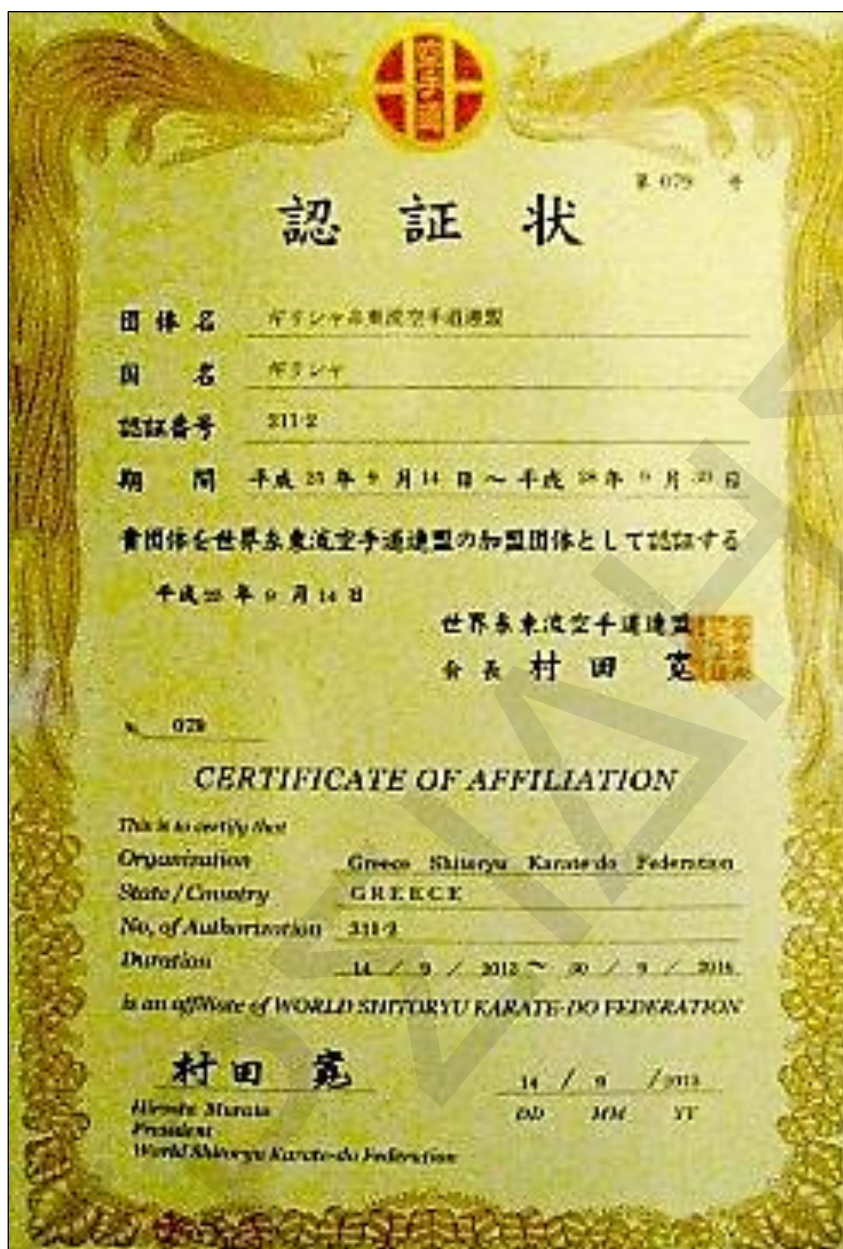 第 079 号
認 証 状
団 体 名 ギリシャ糸東流空手道連盟
国 名 ギリシャ
認証番号 211-2
期 間 平成 25 年 9 月 14 日 ～ 平成 28 年 9 月 30 日
貴団体を世界糸東流空手道連盟の加盟団体として認証する
平成 25 年 9 月 14 日
世界糸東流空手道連盟
会 長 村 田 寛
079
CERTIFICATE OF AFFILIATION
This is to certify that
Organization Greece Shitoryu Karate-do Federation
State / Country GREECE
No, of Authorization 211-2
Duration 14 / 9 / 2013 ~ 30 / 9 / 2016
is an affiliate of WORLD SHITORYU KARATE-DO FEDERATION
村 田 寛 14 / 9 / 2013
Hiroshi Murata DD MM YY
President
World Shitoryu Karate-do Federation